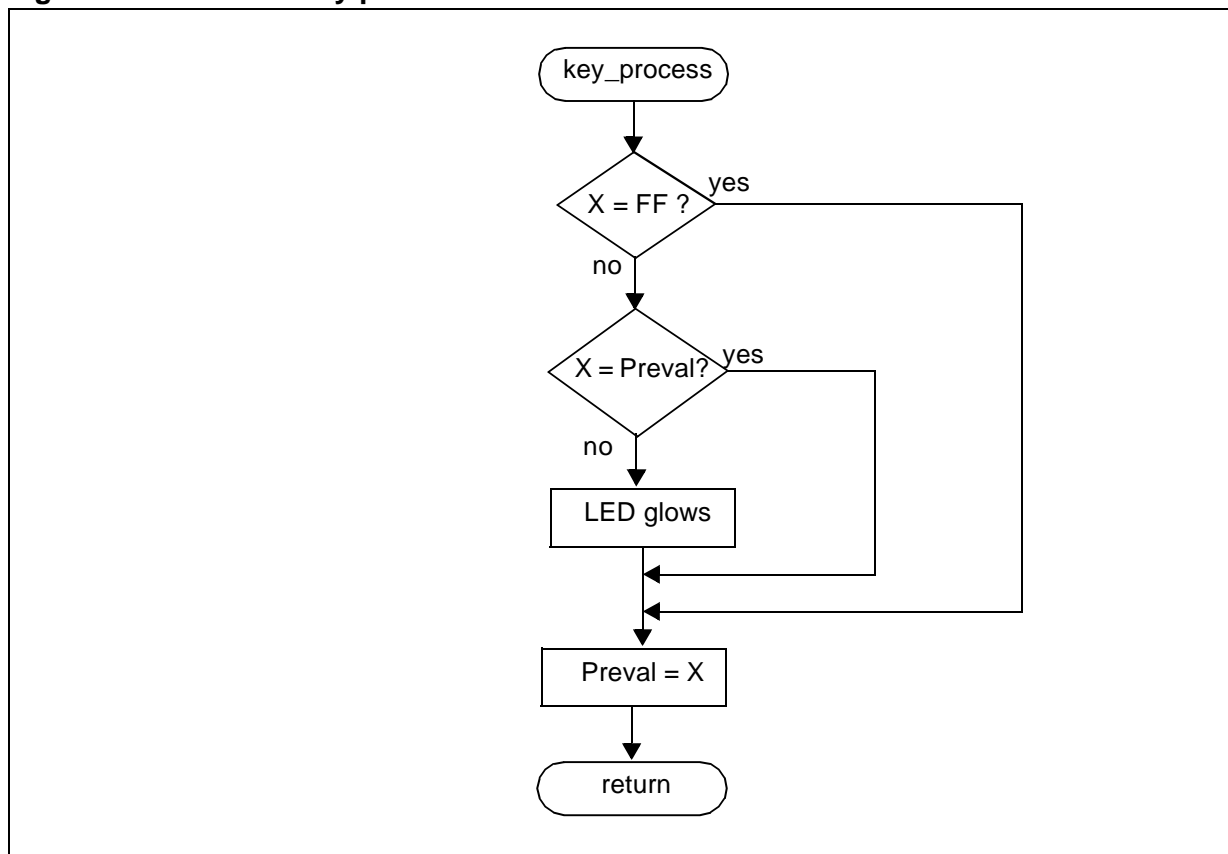 key_process
X = FF ?
yes
no
X = Preval?
yes
no
LED glows
Preval = X
return